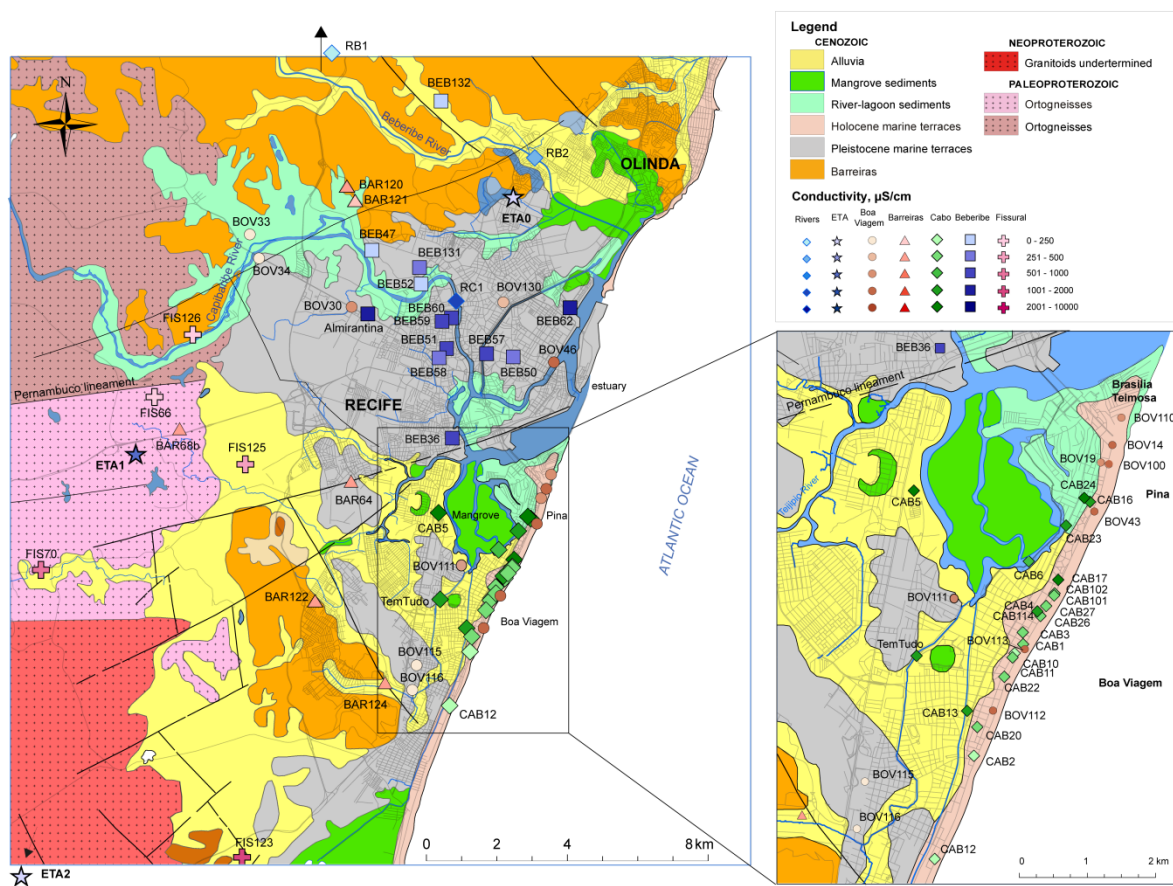 Legend
CENOZOIC
Alluvia
Mangrove sediments
River-lagoon sediments
Holocene marine terraces
Pleistocene marine terraces
Barreiras
NEOPROTEROZOIC
Granitoids undetermined
PALEOPROTEROZOIC
Ortogneisses
Ortogneisses
Conductivity, µS/cm
Rivers ETA Boa Viagem Barreiras Cabo Beberibe Fissural
0 - 250
251 - 500
501 - 1000
1001 - 2000
2001 - 10000
RB1
N
BEB132
Beberibe River
RB2
OLINDA
BAR120
BAR121
ETA0
BOV33
BEB47
BOV34
Capibaribe River
BEB131
BEB52
RC1
BOV130
BOV30
BEB60
BEB59
BEB62
Almirantina
FIS126
BEB51
BEB57
BEB58
BEB50
BOV46
Pernambuco lineament
estuary
FIS66
RECIFE
BAR68b
BEB36
ETA1
FIS125
BAR64
ATLANTIC OCEAN
CAB5
Mangrove
Pina
FIS70
BOV111
BAR122
TemTudo
Boa Viagem
BOV115
BOV116
BAR124
CAB12
FIS123
0 2 4 8 km
ETA2
BEB36
Pernambuco lineament
Brasilia
Teimosa
BOV110
BOV14
BOV19
BOV100
CAB24
Pina
CAB5
CAB16
Tejipio River
BOV43
CAB23
CAB6
CAB17
CAB102
BOV111
CAB4
CAB101
CAB114
CAB27
CAB26
BOV113
CAB3
TemTudo
CAB1
CAB10
CAB11
Boa Viagem
CAB22
CAB13
BOV112
CAB20
CAB2
BOV115
BOV116
CAB12
0 1 2 km